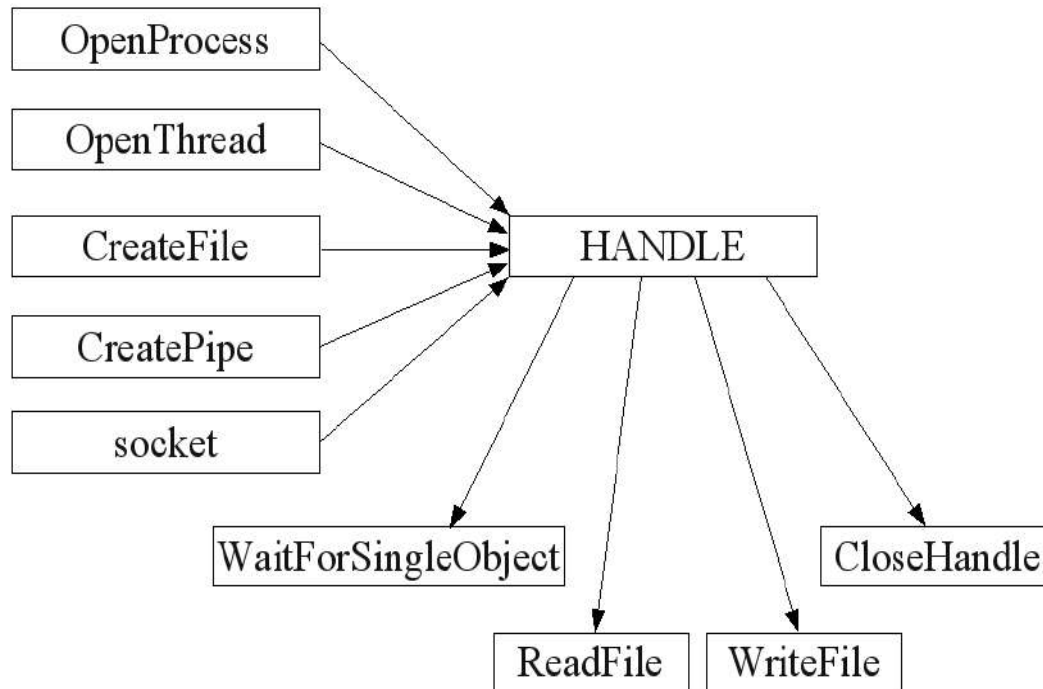 OpenProcess
OpenThread
CreateFile
HANDLE
CreatePipe
socket
WaitForSingleObject
CloseHandle
ReadFile
WriteFile